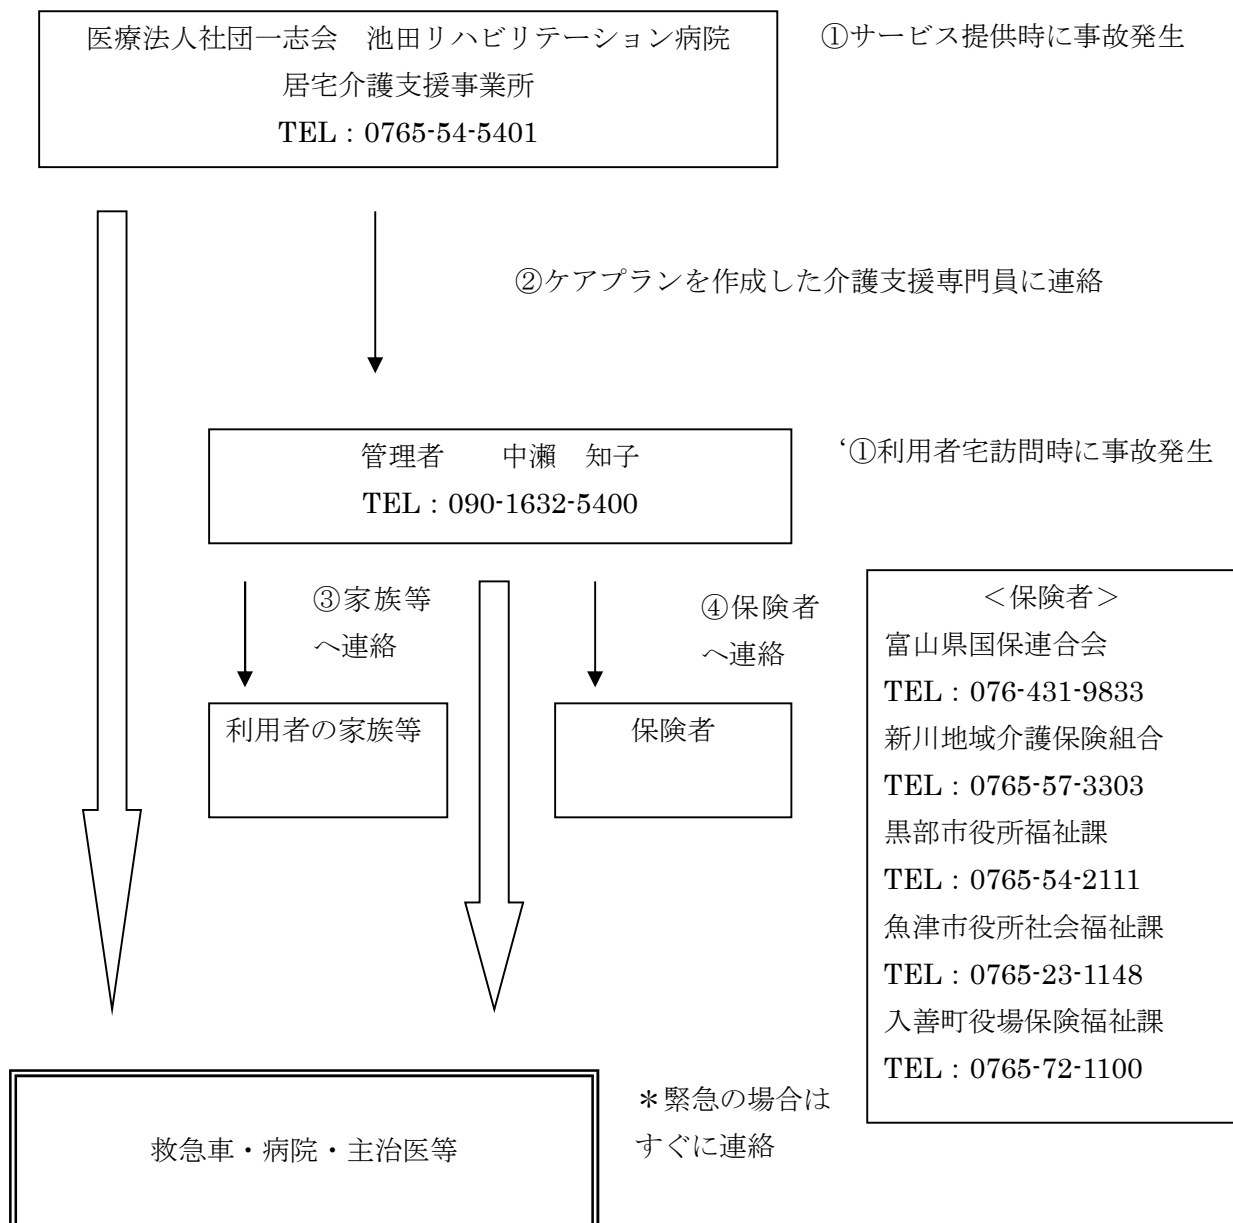 医療法人社団一志会　池田リハビリテーション病院
居宅介護支援事業所
TEL：0765-54-5401
①サービス提供時に事故発生
②ケアプランを作成した介護支援専門員に連絡
管理者　　中瀬　知子
TEL：090-1632-5400
‘①利用者宅訪問時に事故発生
③家族等
へ連絡
④保険者
へ連絡
利用者の家族等
保険者
＜保険者＞
富山県国保連合会
TEL：076-431-9833
新川地域介護保険組合
TEL：0765-57-3303
黒部市役所福祉課
TEL：0765-54-2111
魚津市役所社会福祉課
TEL：0765-23-1148
入善町役場保険福祉課
TEL：0765-72-1100
救急車・病院・主治医等
＊緊急の場合は
すぐに連絡